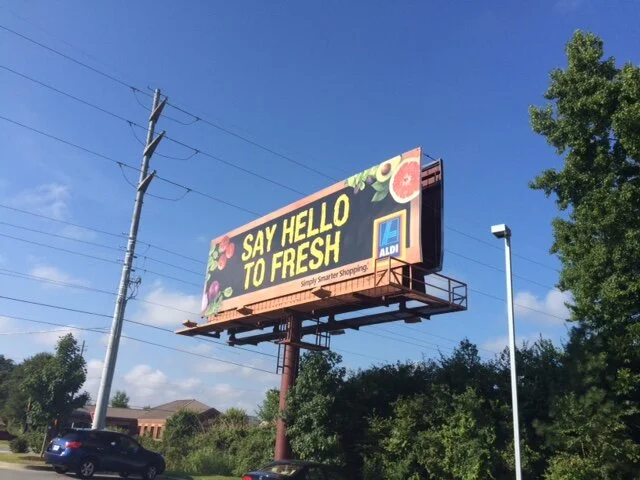 SAY HELLO
TO FRESH
ALDI
Simply Smarter Shopping.